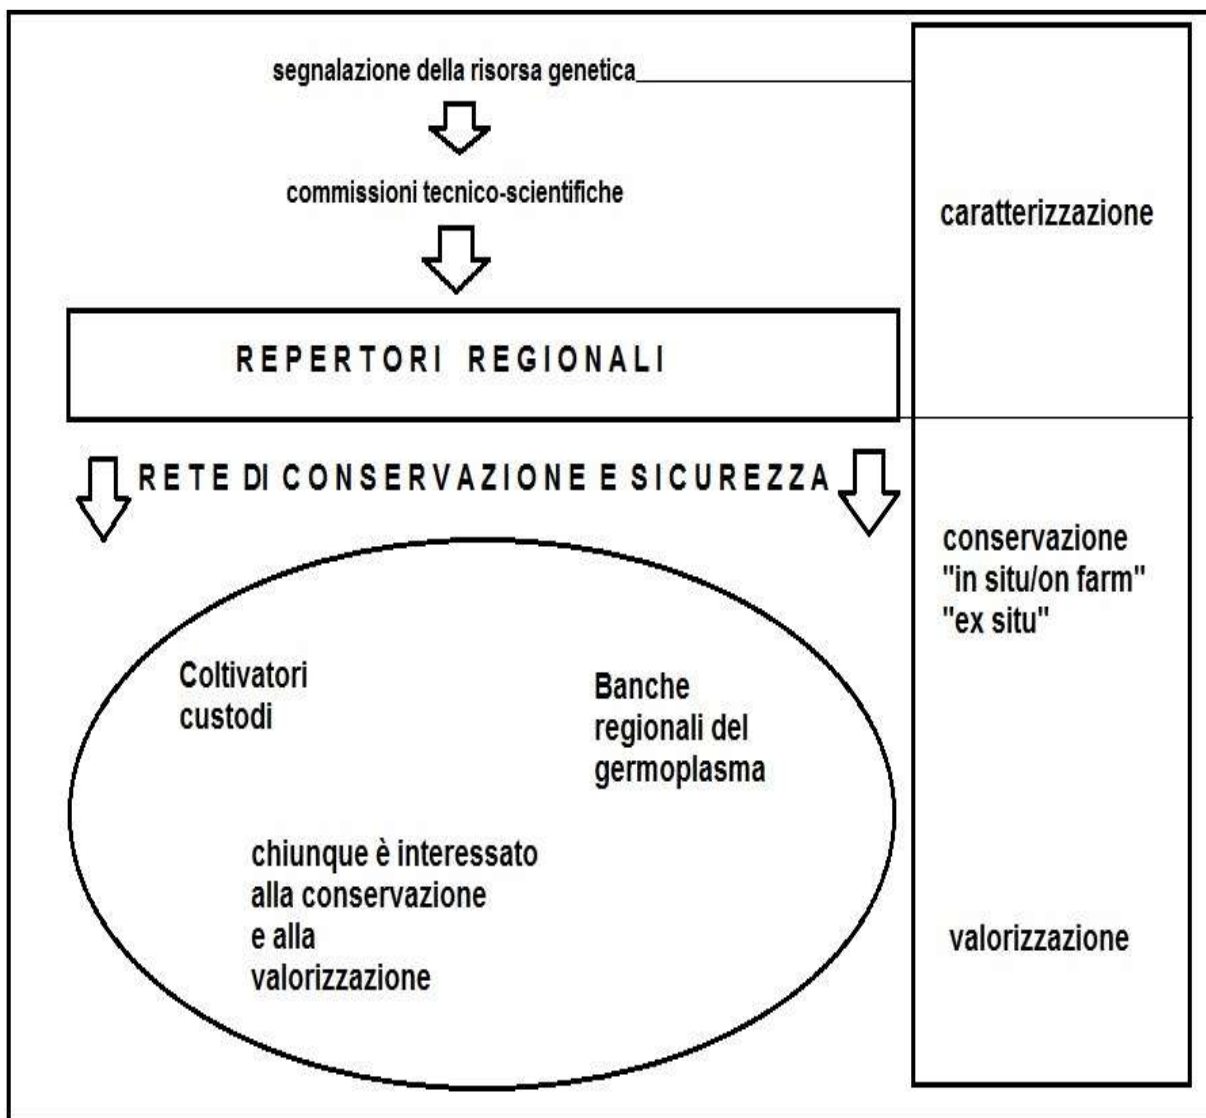 segnalazione della risorsa genetica
commissioni tecnico-scientifiche
REPERTORI REGIONALI
RETE DI CONSERVAZIONE E SICUREZZA
Coltivatori
custodi
Banche
regionali del
germoplasma
chiunque è interessato
alla conservazione
e alla
valorizzazione
caratterizzazione
conservazione
"in situ/on farm"
"ex situ"
valorizzazione